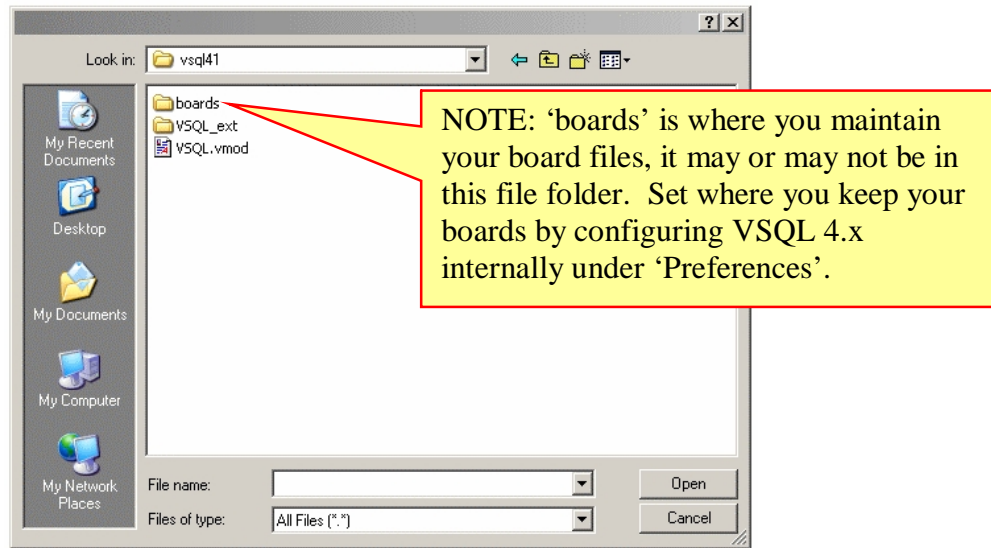 Look in:
vsql41
boards
VSQL_ext
VSQL.vmod
My Recent
Documents
Desktop
My Documents
My Computer
My Network
Places
NOTE: ‘boards’ is where you maintain
your board files, it may or may not be in
this file folder.  Set where you keep your
boards by configuring VSQL 4.x
internally under ‘Preferences’.
File name:
Open
Files of type:
All Files (*.*)
Cancel